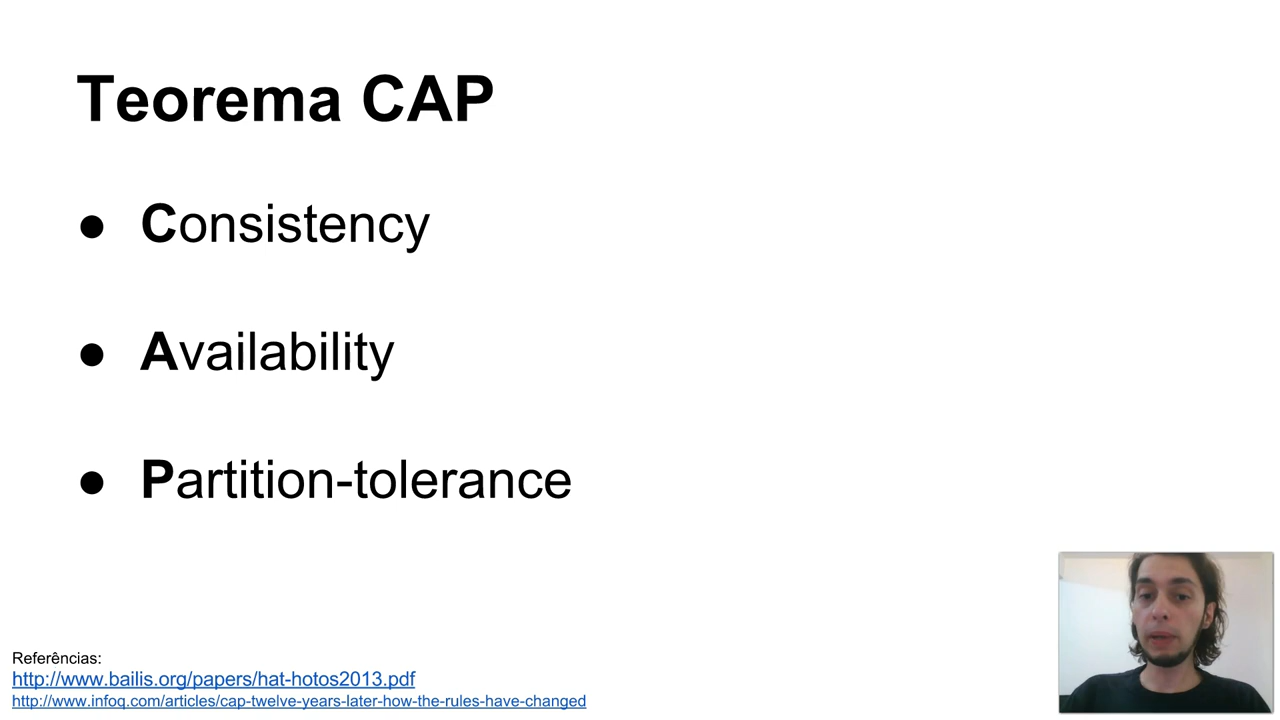 Teorema CAP
● Consistency
● Availability
● Partition-tolerance
Referências:
http://www.bailis.org/papers/hat-hotos2013.pdf
http://www.infoq.com/articles/cap-twelve-years-later-how-the-rules-have-changed